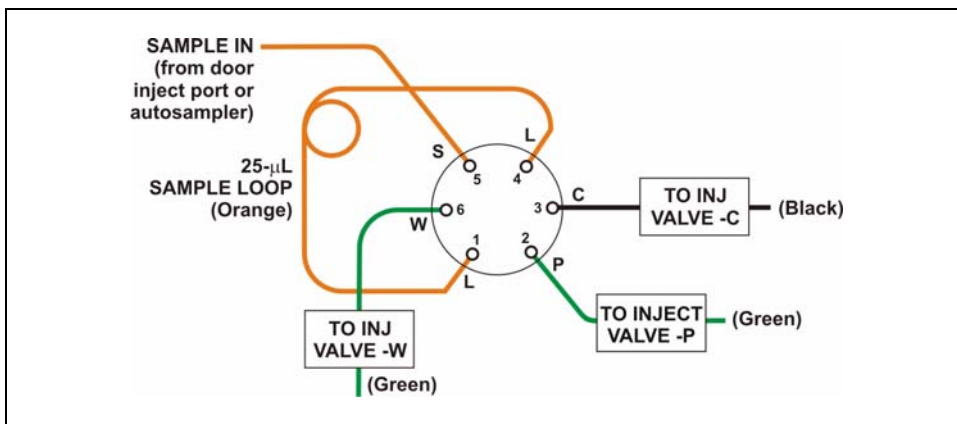 SAMPLE IN
(from door
inject port or
autosampler)
25-μL
SAMPLE LOOP
(Orange)
S
L
5
4
6
W
3
C
1
2
L
P
TO INJ
VALVE -C
(Black)
TO INJECT
VALVE -P
(Green)
TO INJ
VALVE -W
(Green)